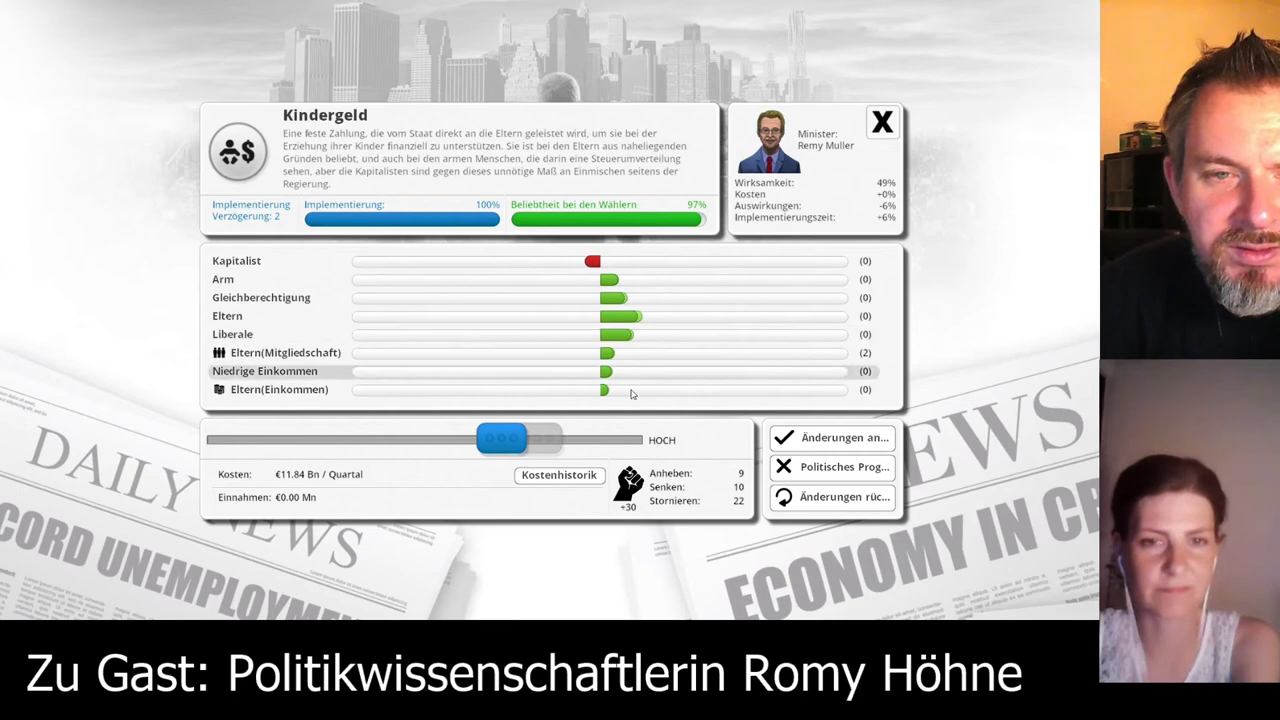 Kindergeld
Eine feste Zahlung, die vom Staat direkt an die Eltern geleistet wird, um sie bei der
Erziehung ihrer Kinder finanziell zu unterstützen. Sie ist bei den Eltern aus naheliegenden
Gründen beliebt, und auch bei den armen Menschen, die darin eine Steuerumverteilung
sehen, aber die Kapitalisten sind gegen dieses unnötige Maß an Einmischen seitens der
Regierung.
Implementierung
Verzögerung: 2
Implementierung: 100%
Beliebtheit bei den Wählern 97%
X
Minister:
Remy Muller
Wirksamkeit: 49%
Kosten +0%
Auswirkungen: -6%
Implementierungszeit: +6%
Kapitalist (0)
Arm (0)
Gleichberechtigung (0)
Eltern (0)
Liberale (0)
Eltern(Mitgliedschaft) (2)
Niedrige Einkommen (0)
Eltern(Einkommen) (0)
HOCH
Kosten: €11.84 Bn / Quartal
Kostenhistorik
Einnahmen: €0.00 Mn
+30
Anheben: 9
Senken: 10
Stornieren: 22
Änderungen an...
Politisches Prog...
Änderungen rüc...
DAILY NEWS
CORD UNEMPLOYME
NEWS
ECONOMY IN CR
Zu Gast: Politikwissenschaftlerin Romy Höhne